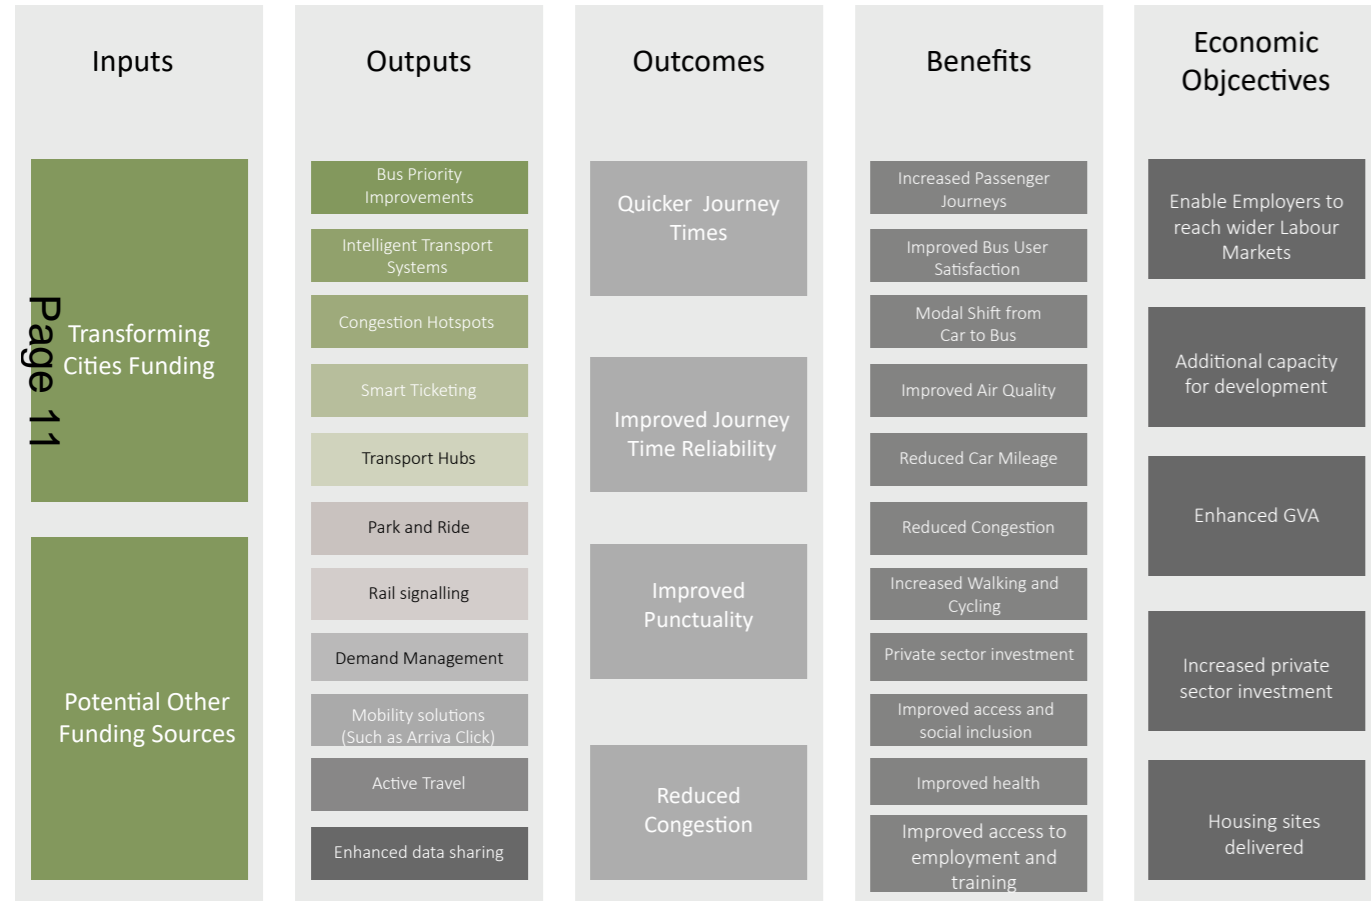 Inputs
Transforming
Cities Funding
Potential Other
Funding Sources
Page 11
Outputs
Bus Priority
Improvements
Intelligent Transport
Systems
Congestion Hotspots
Smart Ticketing
Transport Hubs
Park and Ride
Rail signalling
Demand Management
Mobility solutions
(Such as Arriva Click)
Active Travel
Enhanced data sharing
Outcomes
Quicker Journey
Times
Improved Journey
Time Reliability
Improved
Punctuality
Reduced
Congestion
Benefits
Increased Passenger
Journeys
Improved Bus User
Satisfaction
Modal Shift from
Car to Bus
Improved Air Quality
Reduced Car Mileage
Reduced Congestion
Increased Walking and
Cycling
Private sector investment
Improved access and
social inclusion
Improved health
Improved access to
employment and
training
Economic
Objcectives
Enable Employers to
reach wider Labour
Markets
Additional capacity
for development
Enhanced GVA
Increased private
sector investment
Housing sites
delivered